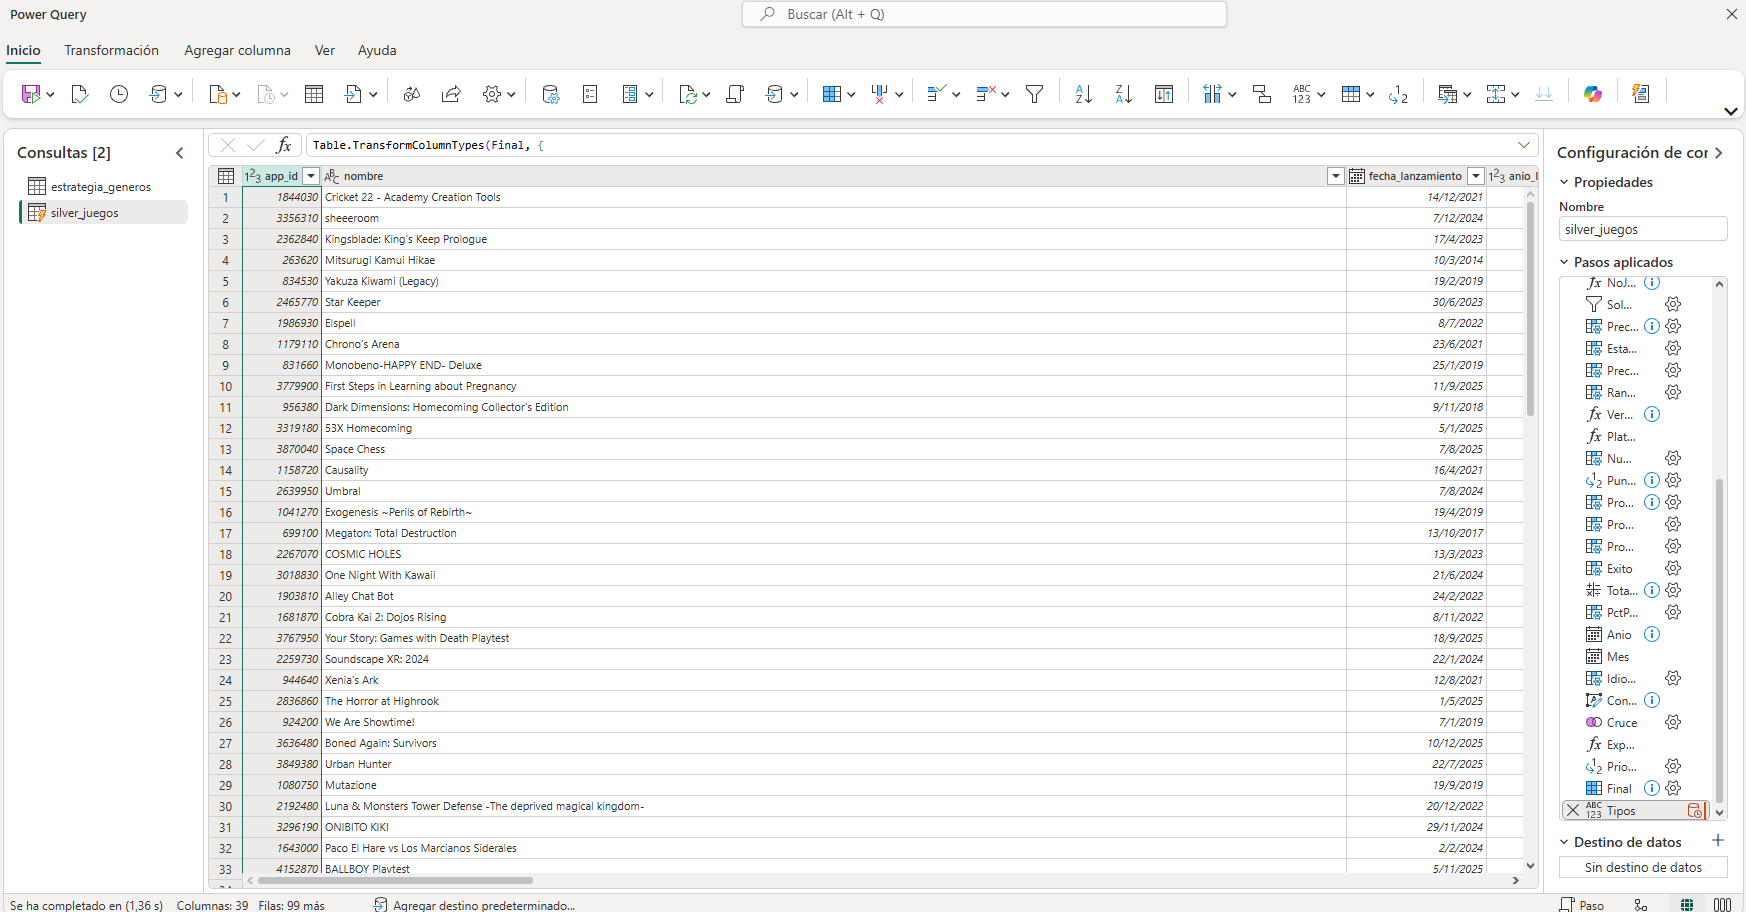 Power Query
Buscar (Alt + Q)
Inicio
Transformación
Agregar columna
Ver
Ayuda
Consultas [2]
estrategia_generos
silver_juegos
Table.TransformColumnTypes(Final, {
app_id nombre fecha_lanzamiento
1 1844030 Cricket 22 - Academy Creation Tools 14/12/2021
2 3356310 sheeeroom 7/12/2024
3 2362840 Kingsblade: King's Keep Prologue 17/4/2023
4 263620 Mitsurugi Kamui Hikae 10/3/2014
5 834530 Yakuza Kiwami (Legacy) 19/2/2019
6 2465770 Star Keeper 30/6/2023
7 1986930 Elspell 8/7/2022
8 1179110 Chrono's Arena 23/6/2021
9 831660 Monobeno-HAPPY END- Deluxe 25/1/2019
10 3779900 First Steps in Learning about Pregnancy 11/9/2025
11 956380 Dark Dimensions: Homecoming Collector's Edition 9/11/2018
12 3319180 53X Homecoming 5/1/2025
13 3870040 Space Chess 7/8/2025
14 1158720 Causality 16/4/2021
15 2639950 Umbral 7/8/2024
16 1041270 Exogenesis ~Perils of Rebirth~ 19/4/2019
17 699100 Megaton: Total Destruction 13/10/2017
18 2267070 COSMIC HOLES 13/3/2023
19 3018830 One Night With Kawaii 21/6/2024
20 1903810 Alley Chat Bot 24/2/2022
21 1681870 Cobra Kai 2: Dojos Rising 8/11/2022
22 3767950 Your Story: Games with Death Playtest 18/9/2025
23 2259730 Soundscape XR: 2024 22/1/2024
24 944640 Xenia's Ark 12/8/2021
25 2836860 The Horror at Highrook 1/5/2025
26 924200 We Are Showtime! 7/1/2019
27 3636480 Boned Again: Survivors 10/12/2025
28 3849380 Urban Hunter 22/7/2025
29 1080750 Mutazione 19/9/2019
30 2192480 Luna & Monsters Tower Defense -The deprived magical kingdom- 20/12/2022
31 3296190 ONIBITO KIKI 29/11/2024
32 1643000 Paco El Hare vs Los Marcianos Siderales 2/2/2024
33 4152870 BALLBOY Playtest 5/11/2025
Configuración de cor
Propiedades
Nombre
silver_juegos
Pasos aplicados
NoJ...
Sol...
Prec...
Esta...
Prec...
Ran...
Ver...
Plat...
Nu...
Pun...
Pro...
Pro...
Pro...
Exito
Tota...
PctP...
Anio
Mes
Idio...
Con...
Cruce
Exp...
Prio...
Final
Tipos
Destino de datos
Sin destino de datos
Se ha completado en (1,36 s) Columnas: 39 Filas: 99 más
Agregar destino predeterminado...
Paso